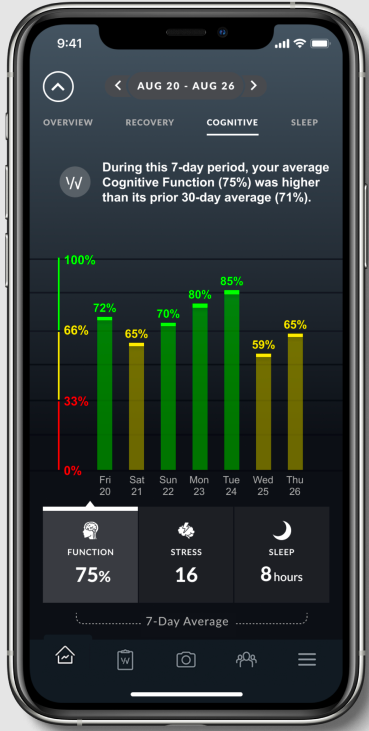 9:41
AUG 20 - AUG 26
OVERVIEW RECOVERY COGNITIVE SLEEP
W
During this 7-day period, your average
Cognitive Function (75%) was higher
than its prior 30-day average (71%).
100%
85%
80%
72%
70%
66%
65%
65%
59%
33%
0%
Fri Sat Sun Mon Tue Wed Thu
20 21 22 23 24 25 26
FUNCTION STRESS SLEEP
75% 16 8 hours
7-Day Average
W